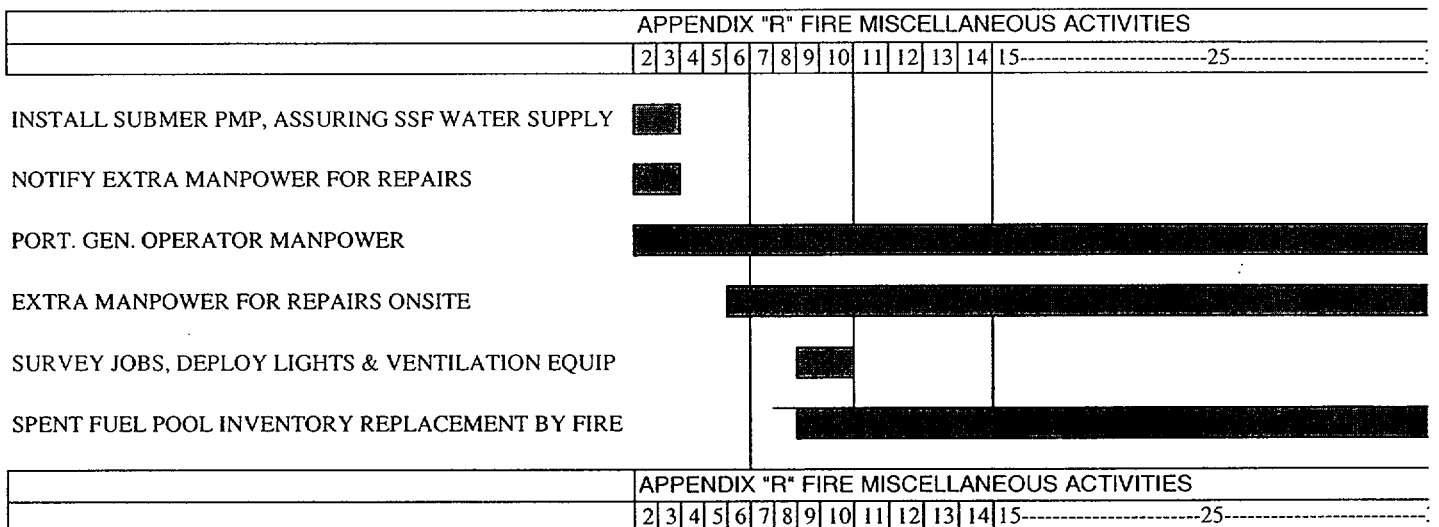 APPENDIX "R" FIRE MISCELLANEOUS ACTIVITIES
2 3 4 5 6 7 8 9 10 11 12 13 14 15-----------------------25-----------------------
INSTALL SUBMER PMP, ASSURING SSF WATER SUPPLY
NOTIFY EXTRA MANPOWER FOR REPAIRS
PORT. GEN. OPERATOR MANPOWER
EXTRA MANPOWER FOR REPAIRS ONSITE
SURVEY JOBS, DEPLOY LIGHTS & VENTILATION EQUIP
SPENT FUEL POOL INVENTORY REPLACEMENT BY FIRE
APPENDIX "R" FIRE MISCELLANEOUS ACTIVITIES
2 3 4 5 6 7 8 9 10 11 12 13 14 15-----------------------25-----------------------